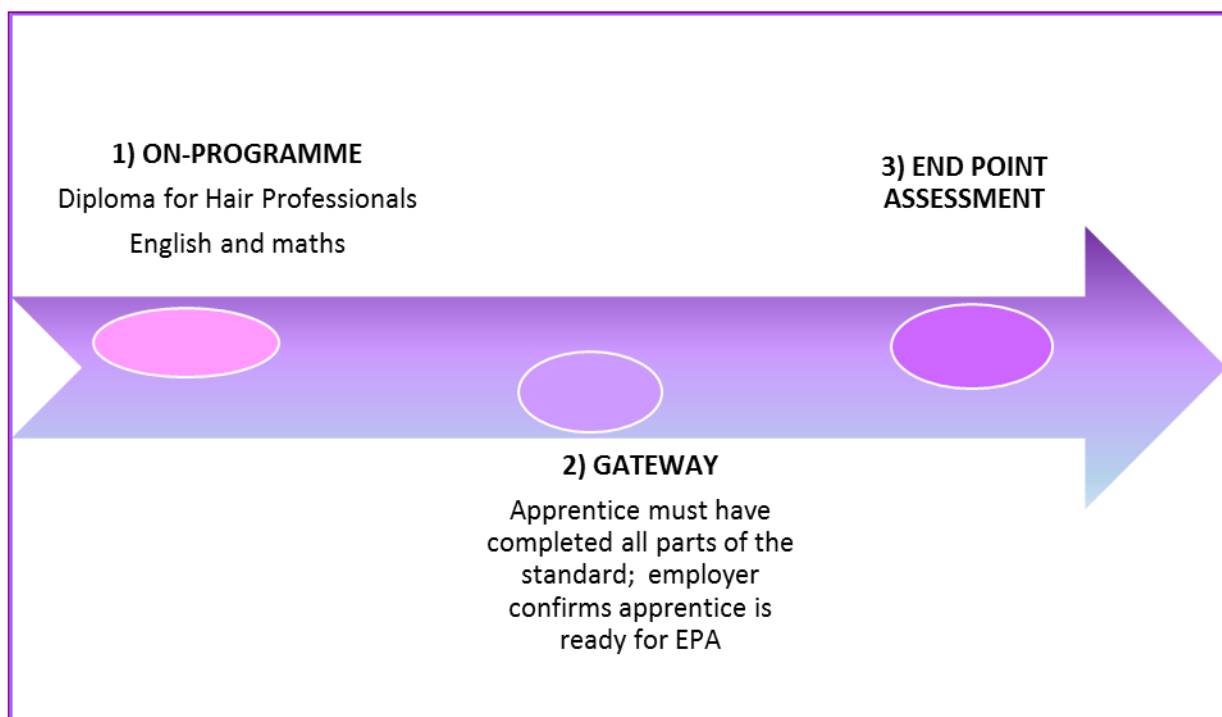 1) ON-PROGRAMME
Diploma for Hair Professionals
English and maths
2) GATEWAY
Apprentice must have
completed all parts of the
standard; employer
confirms apprentice is
ready for EPA
3) END POINT
ASSESSMENT